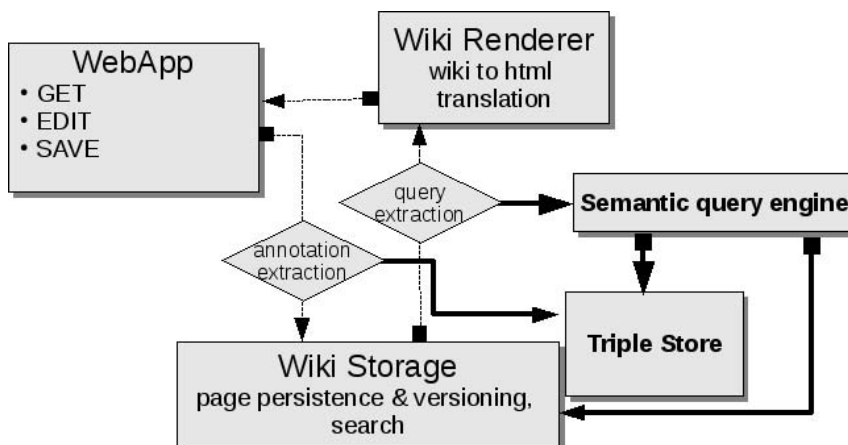 WebApp
• GET
• EDIT
• SAVE
Wiki Renderer
wiki to html
translation
query
extraction
Semantic query engine
annotation
extraction
Triple Store
Wiki Storage
page persistence & versioning,
search